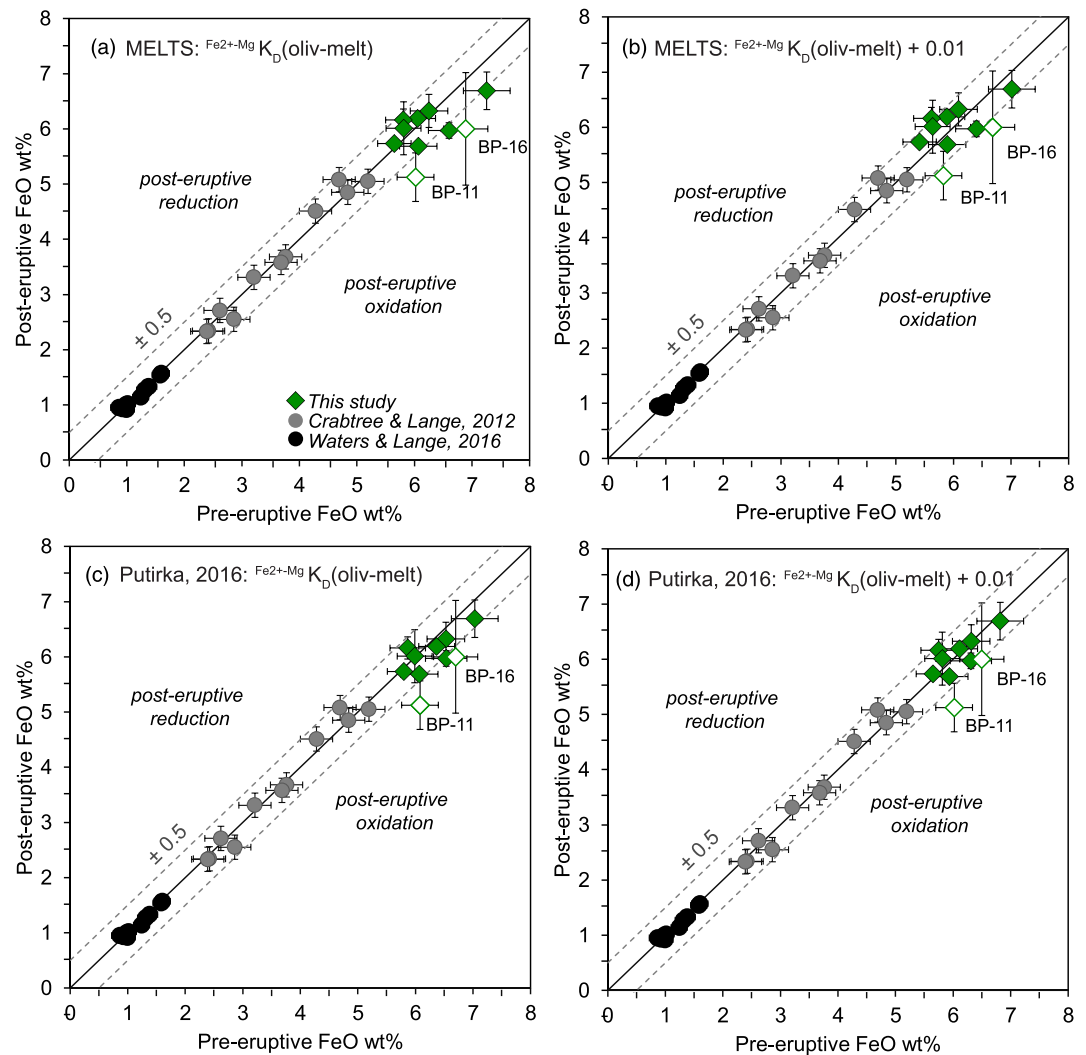 (a) MELTS: Fe2+-Mg KD(oliv-melt)
8
7
6
5
4
3
2
1
0
Post-eruptive FeO wt%
post-eruptive
reduction
post-eruptive
oxidation
BP-16
BP-11
± 0.5
This study
Crabtree & Lange, 2012
Waters & Lange, 2016
0 1 2 3 4 5 6 7 8
Pre-eruptive FeO wt%
(b) MELTS: Fe2+-Mg KD(oliv-melt) + 0.01
8
7
6
5
4
3
2
1
0
Post-eruptive FeO wt%
post-eruptive
reduction
post-eruptive
oxidation
BP-16
BP-11
± 0.5
0 1 2 3 4 5 6 7 8
Pre-eruptive FeO wt%
(c) Putirka, 2016: Fe2+-Mg KD(oliv-melt)
8
7
6
5
4
3
2
1
0
Post-eruptive FeO wt%
post-eruptive
reduction
post-eruptive
oxidation
BP-16
BP-11
± 0.5
0 1 2 3 4 5 6 7 8
Pre-eruptive FeO wt%
(d) Putirka, 2016: Fe2+-Mg KD(oliv-melt) + 0.01
8
7
6
5
4
3
2
1
0
Post-eruptive FeO wt%
post-eruptive
reduction
post-eruptive
oxidation
BP-16
BP-11
± 0.5
0 1 2 3 4 5 6 7 8
Pre-eruptive FeO wt%